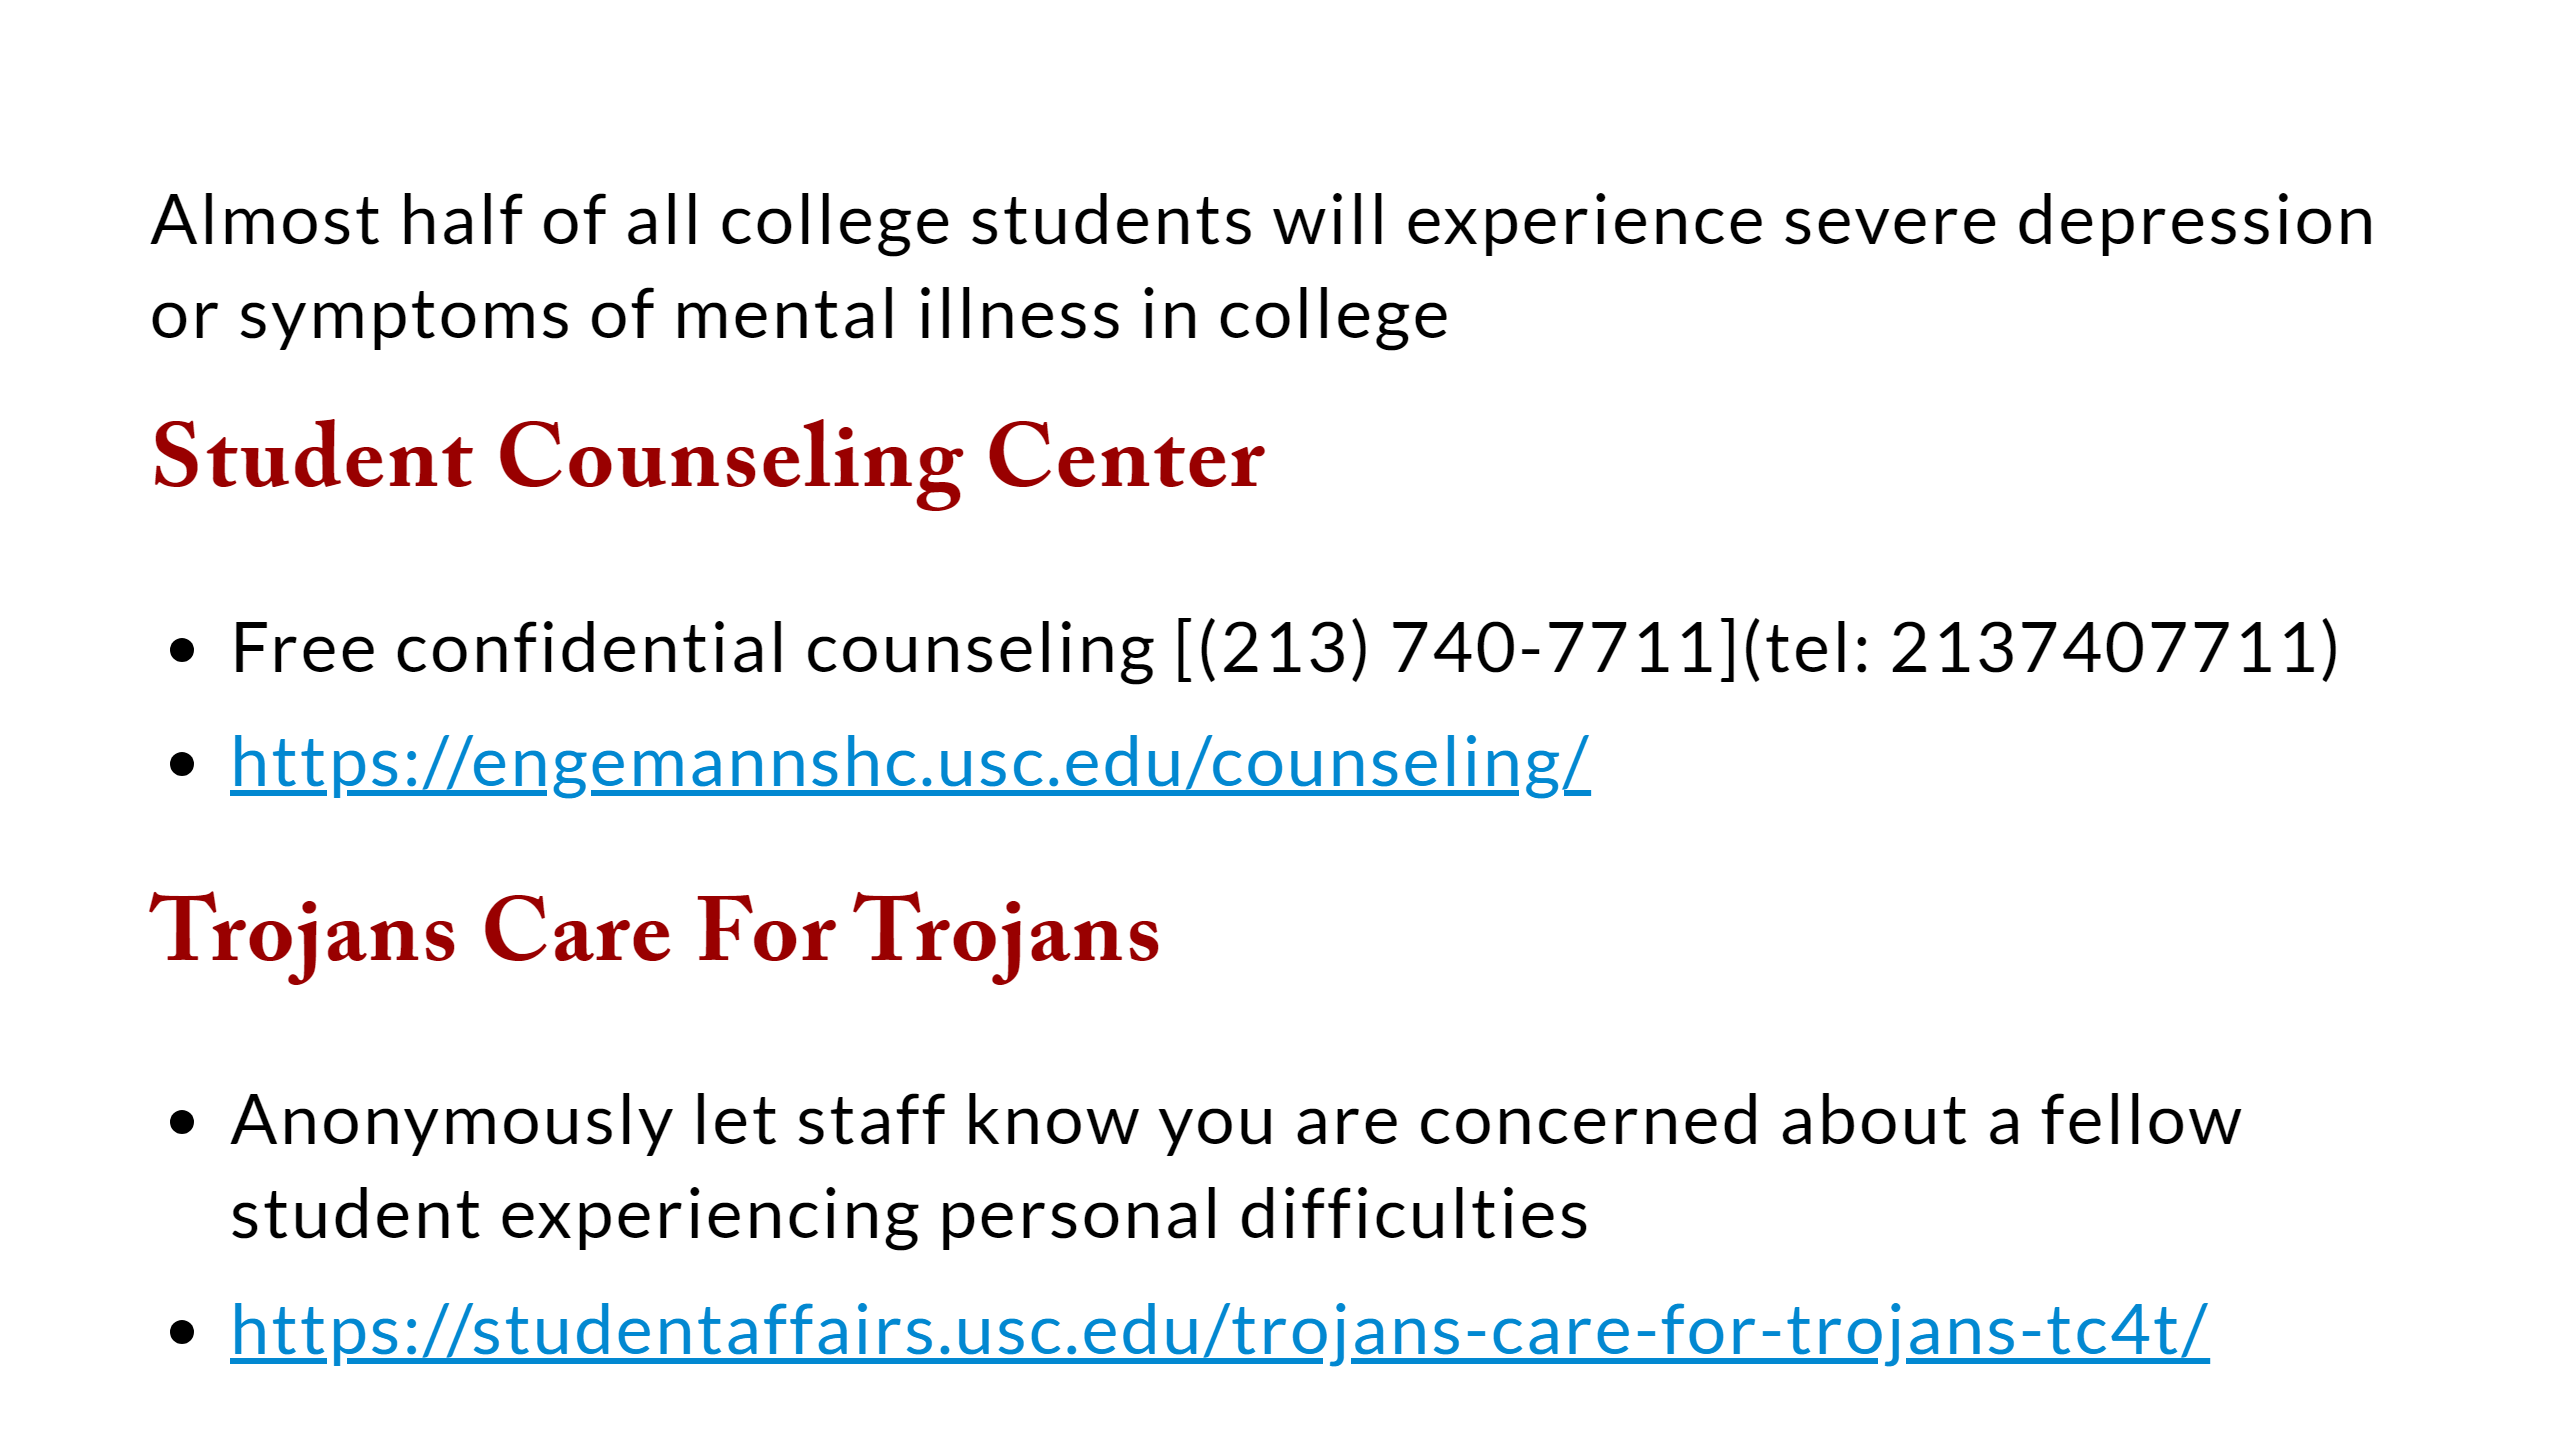 Almost half of all college students will experience severe depression
or symptoms of mental illness in college
Student Counseling Center
Free confidential counseling [(213) 740-7711](tel: 2137407711)
https://engemannshc.usc.edu/counseling/
Trojans Care For Trojans
Anonymously let staff know you are concerned about a fellow
student experiencing personal difficulties
https://studentaffairs.usc.edu/trojans-care-for-trojans-tc4t/